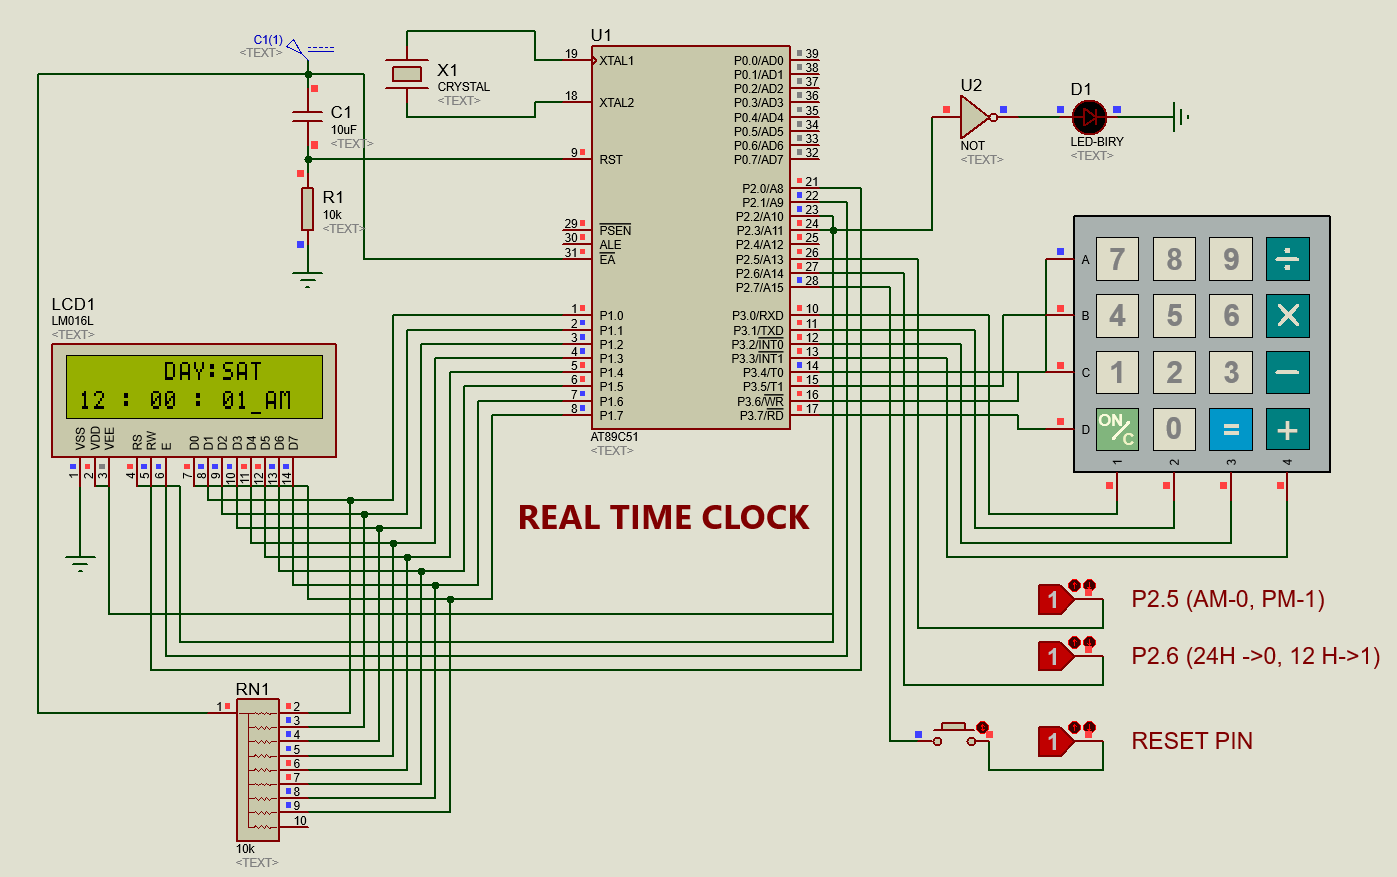 C1(1)
<TEXT>
C1
10uF
<TEXT>
R1
10k
<TEXT>
X1
CRYSTAL
<TEXT>
U1
19 XTAL1
18 XTAL2
9 RST
29 PSEN
30 ALE
31 EA
1 P1.0
2 P1.1
3 P1.2
4 P1.3
5 P1.4
6 P1.5
7 P1.6
8 P1.7
P0.0/AD0 39
P0.1/AD1 38
P0.2/AD2 37
P0.3/AD3 36
P0.4/AD4 35
P0.5/AD5 34
P0.6/AD6 33
P0.7/AD7 32
P2.0/A8 21
P2.1/A9 22
P2.2/A10 23
P2.3/A11 24
P2.4/A12 25
P2.5/A13 26
P2.6/A14 27
P2.7/A15 28
P3.0/RXD 10
P3.1/TXD 11
P3.2/INT0 12
P3.3/INT1 13
P3.4/T0 14
P3.5/T1 15
P3.6/WR 16
P3.7/RD 17
AT89C51
<TEXT>
U2
NOT
<TEXT>
D1
LED-BIRY
<TEXT>
LCD1
LM016L
<TEXT>
DAY:SAT
12 : 00 : 01_AM
VSS VDD VEE RS RW E D0 D1 D2 D3 D4 D5 D6 D7
1 2 3 4 5 6 7 8 9 10 11 12 13 14
A 7 8 9 ÷
B 4 5 6 ×
C 1 2 3 −
D ON/C 0 = +
1 2 3 4
REAL TIME CLOCK
1 P2.5 (AM-0, PM-1)
1 P2.6 (24H ->0, 12 H->1)
1 RESET PIN
RN1
1 2
3
4
5
6
7
8
9
10
10k
<TEXT>